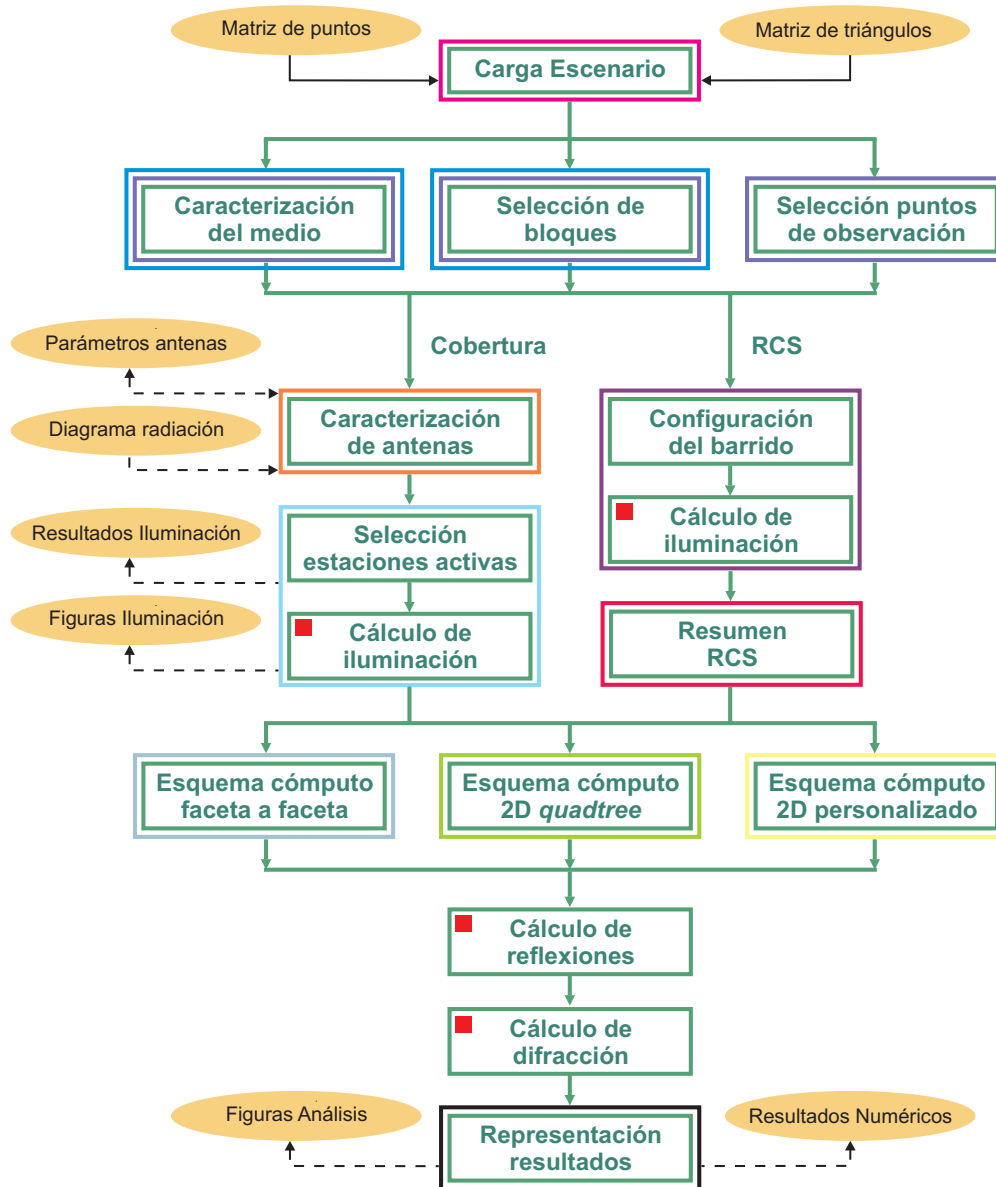 Matriz de puntos
Matriz de triángulos
Carga Escenario
Caracterización
del medio
Selección de
bloques
Selección puntos
de observación
Cobertura
RCS
Parámetros antenas
Diagrama radiación
Caracterización
de antenas
Configuración
del barrido
Resultados Iluminación
Figuras Iluminación
Selección
estaciones activas
Cálculo de
iluminación
Cálculo de
iluminación
Resumen
RCS
Esquema cómputo
faceta a faceta
Esquema cómputo
2D quadtree
Esquema cómputo
2D personalizado
Cálculo de
reflexiones
Cálculo de
difracción
Figuras Análisis
Resultados Numéricos
Representación
resultados